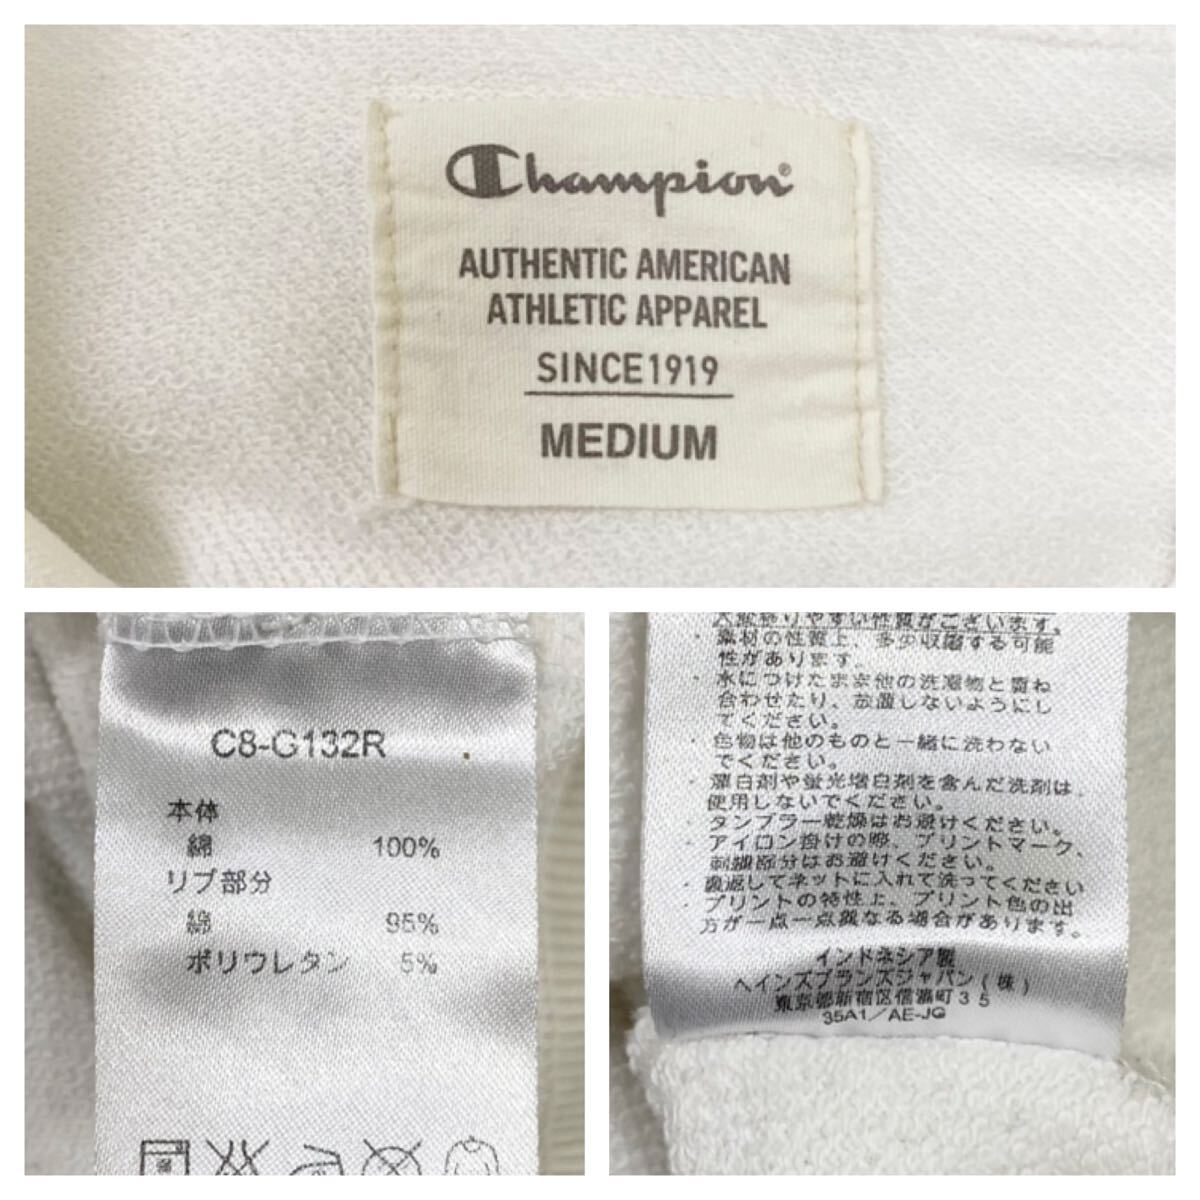 Champion®
AUTHENTIC AMERICAN
ATHLETIC APPAREL
SINCE1919
MEDIUM
C8-G132R
本体
綿 100%
リブ部分
綿 95%
ポリウレタン 5%
やすい性質がございます。
・素材の性質上、多少収縮する可能
性があります。
・水につけたまま他の洗濯物と重ね
合わせたり、放置しないようにし
てください。
・色物は他のものと一緒に洗わない
でください。
・漂白剤や蛍光増白剤を含んだ洗剤は
使用しないでください。
・タンブラー乾燥はお避けください。
・アイロン掛けの際、プリントマーク、
刺繍部分はお避けください。
・裏返してネットに入れて洗ってください
・プリントの特性上、プリント色の出
方が一点一点異なる場合があります。
インドネシア製
ヘインズブランズジャパン(株)
東京都新宿区信濃町35
35A1/AE-JG